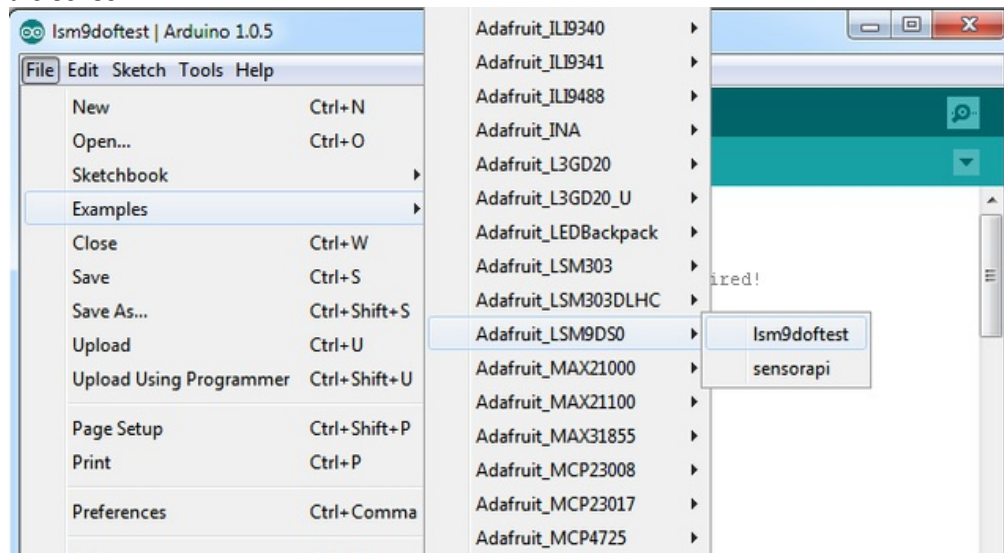 lsm9doftest | Arduino 1.0.5
File Edit Sketch Tools Help
New Ctrl+N
Open... Ctrl+O
Sketchbook
Examples
Close Ctrl+W
Save Ctrl+S
Save As... Ctrl+Shift+S
Upload Ctrl+U
Upload Using Programmer Ctrl+Shift+U
Page Setup Ctrl+Shift+P
Print Ctrl+P
Preferences Ctrl+Comma
Adafruit_ILI9340
Adafruit_ILI9341
Adafruit_ILI9488
Adafruit_INA
Adafruit_L3GD20
Adafruit_L3GD20_U
Adafruit_LEDBackpack
Adafruit_LSM303
Adafruit_LSM303DLHC
Adafruit_LSM9DS0
Adafruit_MAX21000
Adafruit_MAX21100
Adafruit_MAX31855
Adafruit_MCP23008
Adafruit_MCP23017
Adafruit_MCP4725
lsm9doftest
sensorapi
ired!